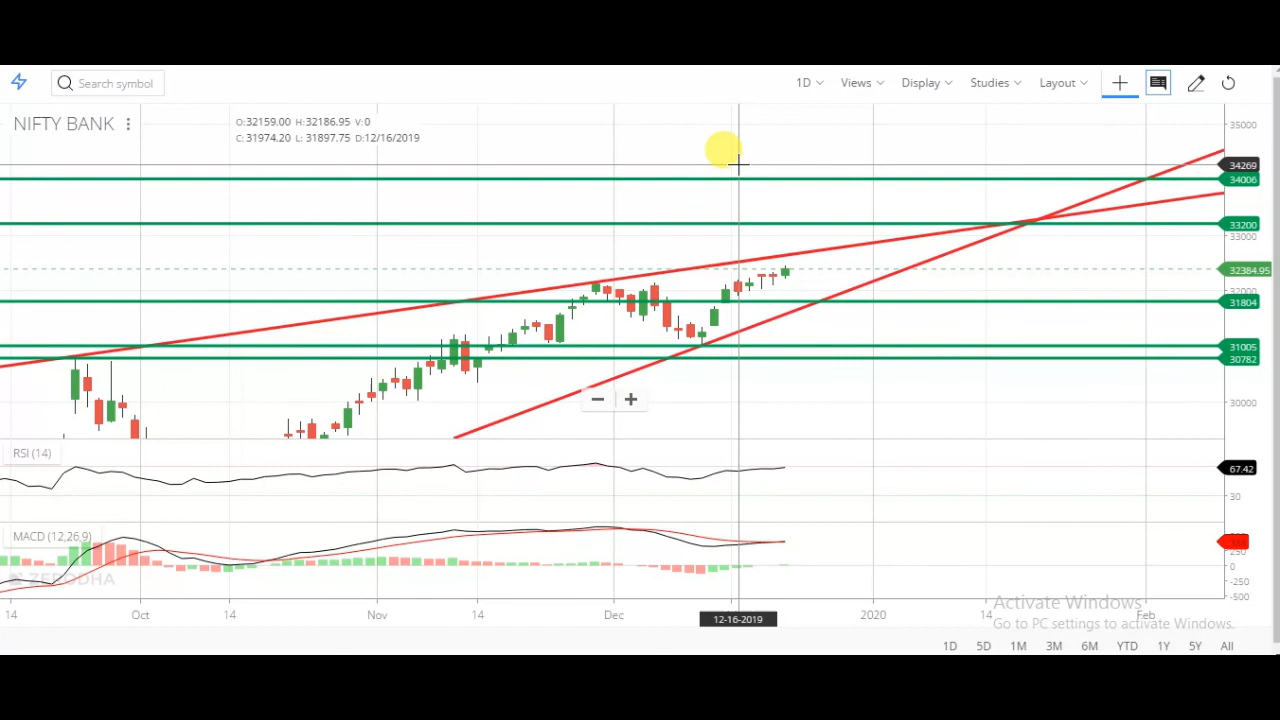 Search symbol
1D Views Display Studies Layout
NIFTY BANK
O:32159.00 H:32186.95 V:0
C:31974.20 L:31897.75 D:12/16/2019
35000
34269
34006
33200
33000
32384.95
32000
31804
31005
30782
30000
RSI (14)
67.42
30
MACD (12,26,9)
250
0
-250
-500
ZERODHA
14 Oct 14 Nov 14 Dec 12-16-2019 2020 14 Feb
Activate Windows
Go to PC settings to activate Windows.
1D 5D 1M 3M 6M YTD 1Y 5Y All